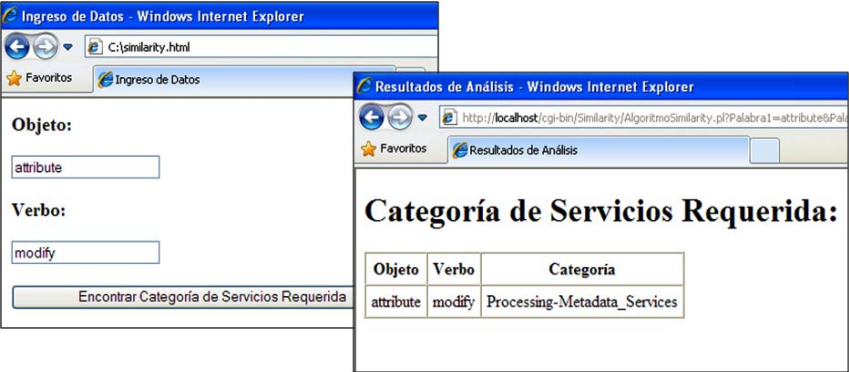 Ingreso de Datos - Windows Internet Explorer
C:\similarity.html
Favoritos
Ingreso de Datos
Objeto:
attribute
Verbo:
modify
Encontrar Categoría de Servicios Requerida
Resultados de Análisis - Windows Internet Explorer
http://localhost/cgi-bin/Similarity/AlgoritmoSimilarity.pl?Palabra1=attribute&Pala
Favoritos
Resultados de Análisis
Categoría de Servicios Requerida:
Objeto Verbo Categoría
attribute modify Processing-Metadata_Services